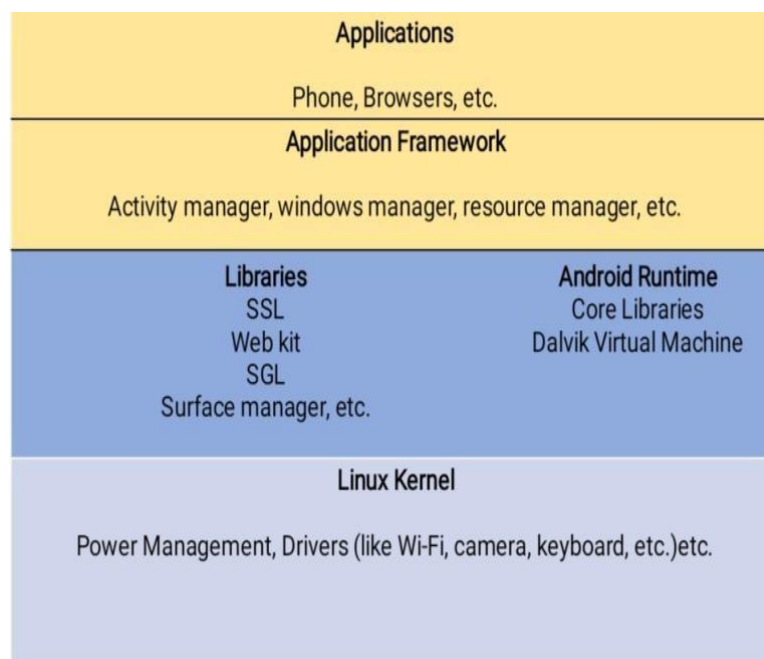 Applications
Phone, Browsers, etc.
Application Framework
Activity manager, windows manager, resource manager, etc.
Libraries
SSL
Web kit
SGL
Surface manager, etc.
Android Runtime
Core Libraries
Dalvik Virtual Machine
Linux Kernel
Power Management, Drivers (like Wi-Fi, camera, keyboard, etc.)etc.